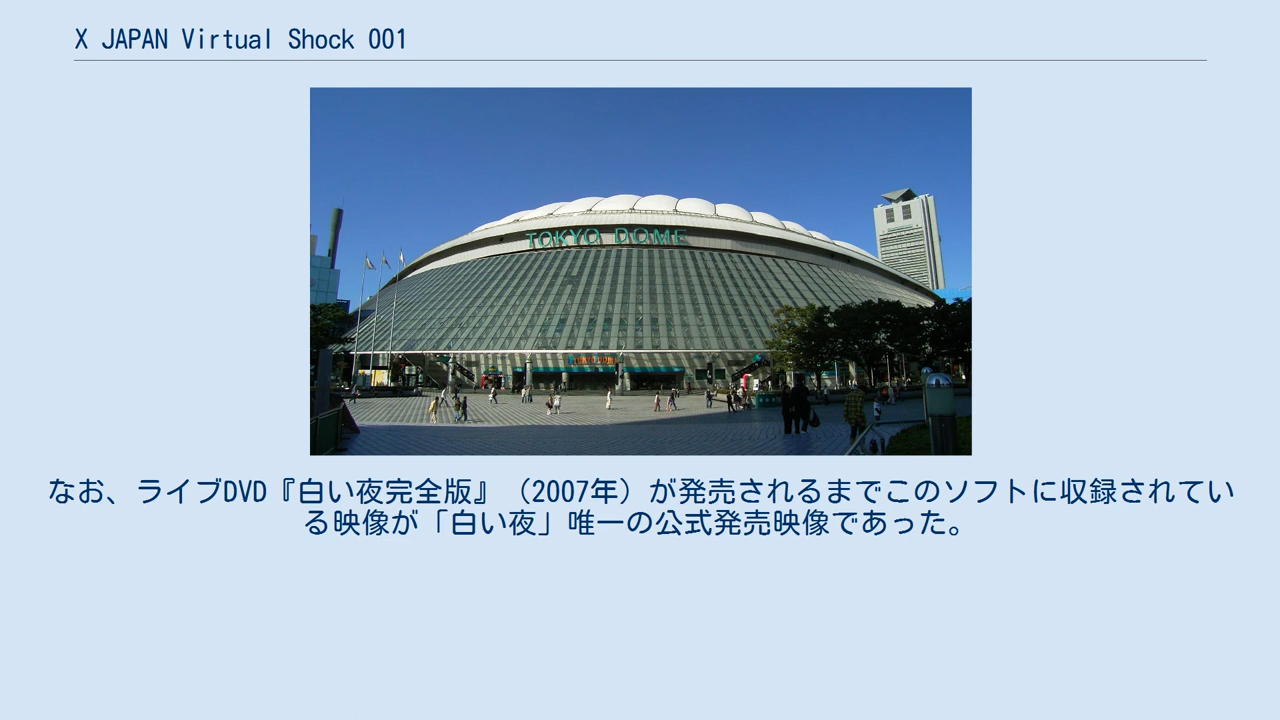 X JAPAN Virtual Shock 001
TOKYO DOME
TOKYO DOME
なお、ライブDVD『白い夜完全版』（2007年）が発売されるまでこのソフトに収録されてい
る映像が「白い夜」唯一の公式発売映像であった。